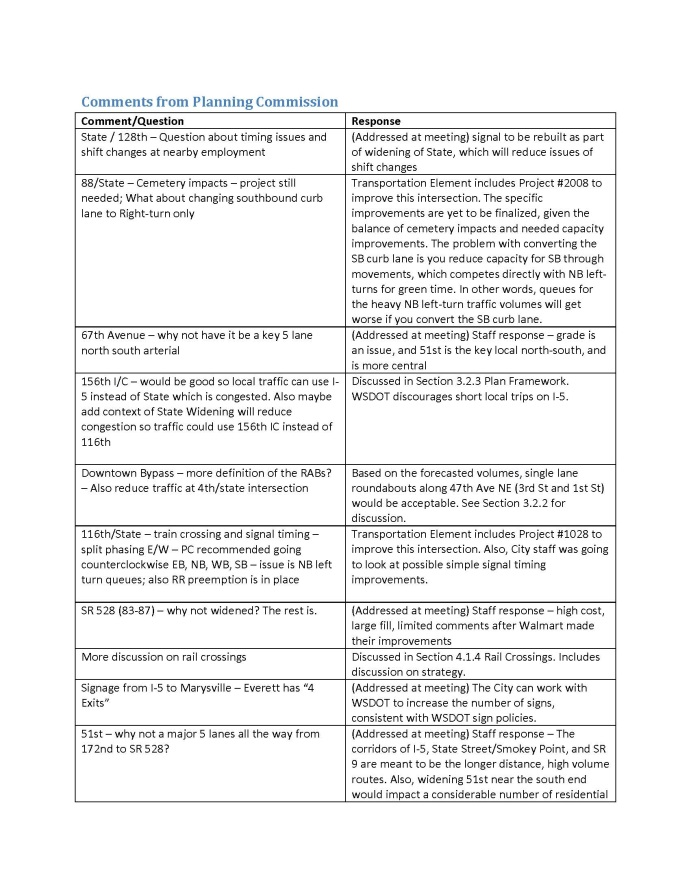 Comments from Planning Commission
Comment/Question
Response
State / 128th – Question about timing issues and
shift changes at nearby employment
(Addressed at meeting) signal to be rebuilt as part
of widening of State, which will reduce issues of
shift changes
88/State – Cemetery impacts – project still
needed; What about changing southbound curb
lane to Right-turn only
Transportation Element includes Project #2008 to
improve this intersection. The specific
improvements are yet to be finalized, given the
balance of cemetery impacts and needed capacity
improvements. The problem with converting the
SB curb lane is you reduce capacity for SB through
movements, which competes directly with NB left-
turns for green time. In other words, queues for
the heavy NB left-turn traffic volumes will get
worse if you convert the SB curb lane.
67th Avenue – why not have it be a key 5 lane
north south arterial
(Addressed at meeting) Staff response – grade is
an issue, and 51st is the key local north-south, and
is more central
156th I/C – would be good so local traffic can use I-
5 instead of State which is congested. Also maybe
add context of State Widening will reduce
congestion so traffic could use 156th IC instead of
116th
Discussed in Section 3.2.3 Plan Framework.
WSDOT discourages short local trips on I-5.
Downtown Bypass – more definition of the RABs?
– Also reduce traffic at 4th/state intersection
Based on the forecasted volumes, single lane
roundabouts along 47th Ave NE (3rd St and 1st St)
would be acceptable. See Section 3.2.2 for
discussion.
116th/State – train crossing and signal timing –
split phasing E/W – PC recommended going
counterclockwise EB, NB, WB, SB – issue is NB left
turn queues; also RR preemption is in place
Transportation Element includes Project #1028 to
improve this intersection. Also, City staff was going
to look at possible simple signal timing
improvements.
SR 528 (83-87) – why not widened? The rest is.
(Addressed at meeting) Staff response – high cost,
large fill, limited comments after Walmart made
their improvements
More discussion on rail crossings
Discussed in Section 4.1.4 Rail Crossings. Includes
discussion on strategy.
Signage from I-5 to Marysville – Everett has “4
Exits”
(Addressed at meeting) The City can work with
WSDOT to increase the number of signs,
consistent with WSDOT sign policies.
51st – why not a major 5 lanes all the way from
172nd to SR 528?
(Addressed at meeting) Staff response – The
corridors of I-5, State Street/Smokey Point, and SR
9 are meant to be the longer distance, high volume
routes. Also, widening 51st near the south end
would impact a considerable number of residential